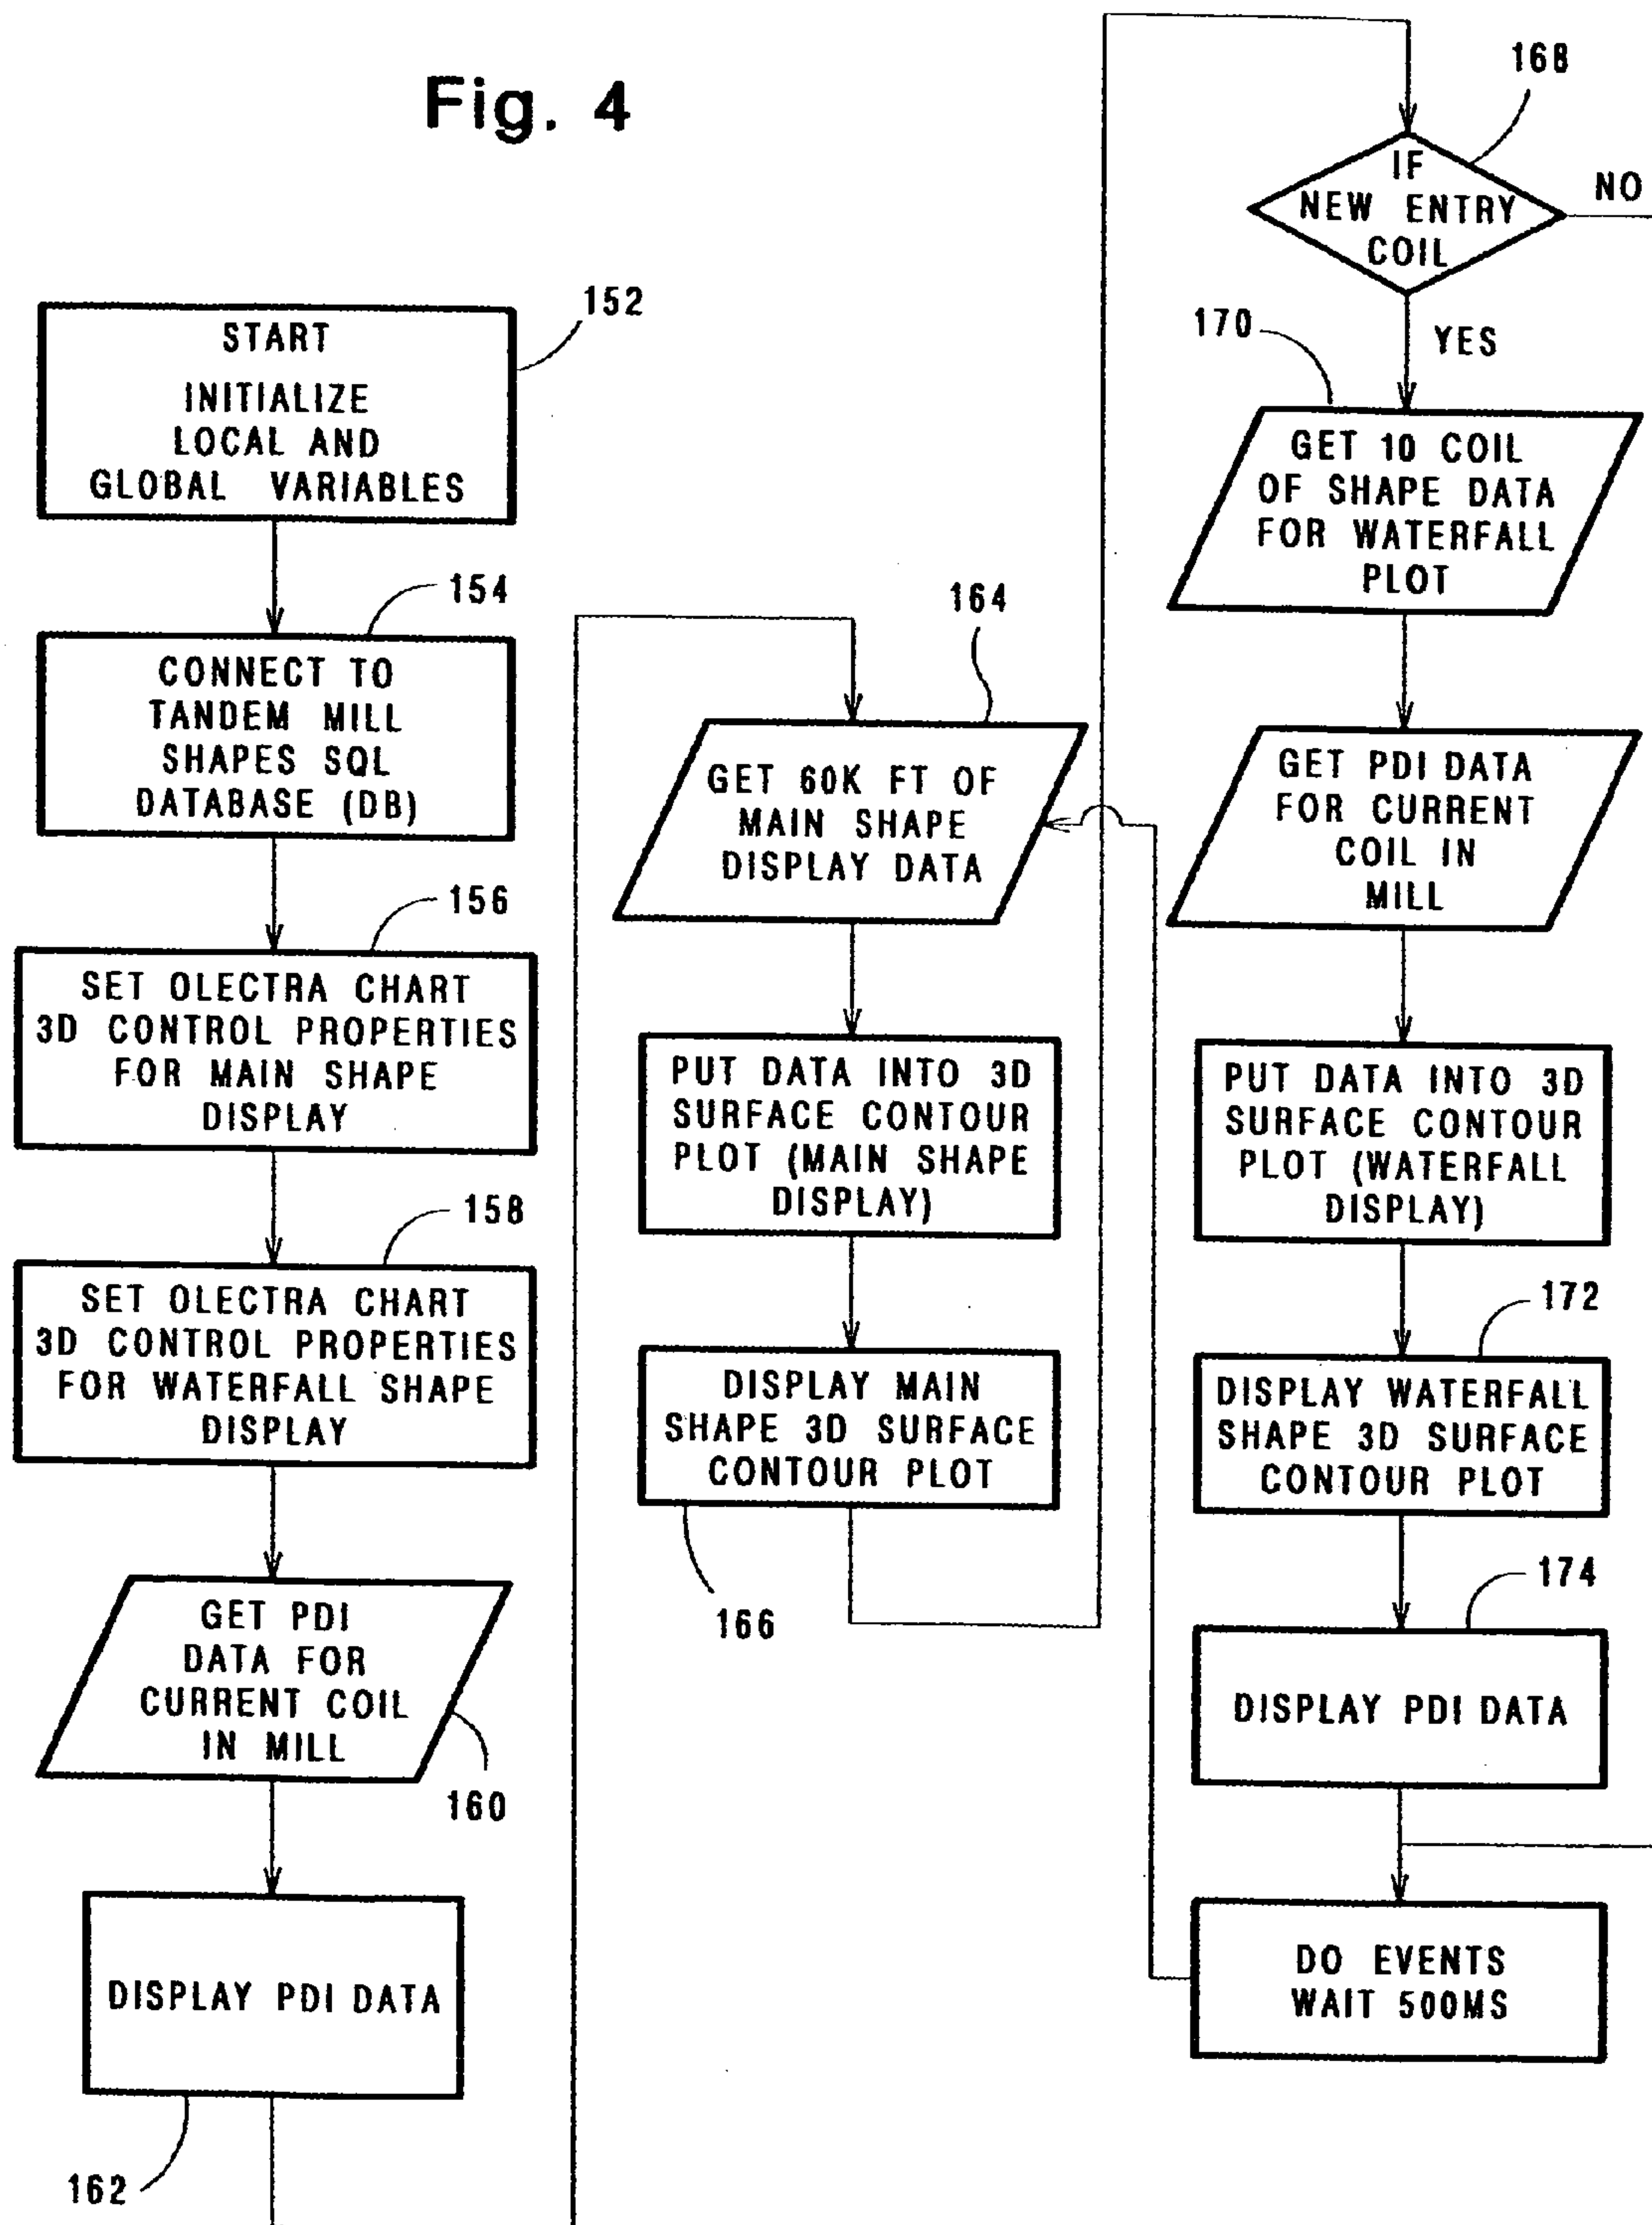 Fig. 4
152
START
INITIALIZE
LOCAL AND
GLOBAL VARIABLES
154
CONNECT TO
TANDEM MILL
SHAPES SQL
DATABASE (DB)
156
SET OLECTRA CHART
3D CONTROL PROPERTIES
FOR MAIN SHAPE
DISPLAY
158
SET OLECTRA CHART
3D CONTROL PROPERTIES
FOR WATERFALL SHAPE
DISPLAY
GET PDI
DATA FOR
CURRENT COIL
IN MILL
160
DISPLAY PDI DATA
162
164
GET 60K FT OF
MAIN SHAPE
DISPLAY DATA
PUT DATA INTO 3D
SURFACE CONTOUR
PLOT (MAIN SHAPE
DISPLAY)
DISPLAY MAIN
SHAPE 3D SURFACE
CONTOUR PLOT
166
168
IF
NEW ENTRY
COIL
NO
YES
170
GET 10 COIL
OF SHAPE DATA
FOR WATERFALL
PLOT
GET PDI DATA
FOR CURRENT
COIL IN
MILL
PUT DATA INTO 3D
SURFACE CONTOUR
PLOT (WATERFALL
DISPLAY)
172
DISPLAY WATERFALL
SHAPE 3D SURFACE
CONTOUR PLOT
174
DISPLAY PDI DATA
DO EVENTS
WAIT 500MS